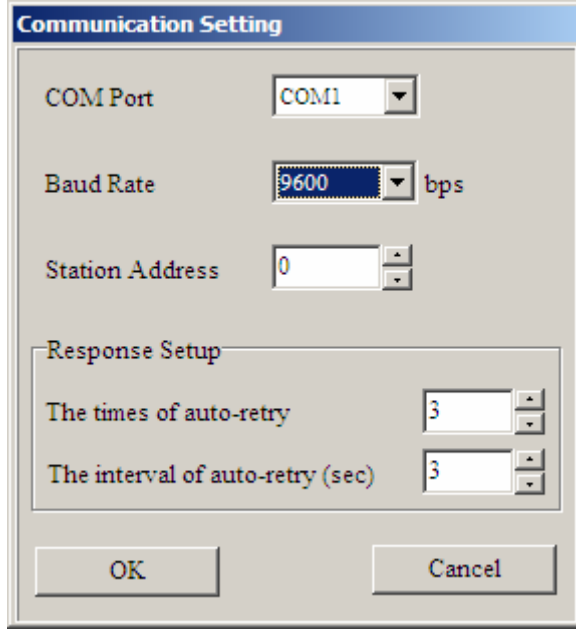 Communication Setting
COM Port COM1
Baud Rate 9600 bps
Station Address 0
Response Setup
The times of auto-retry 3
The interval of auto-retry (sec) 3
OK Cancel